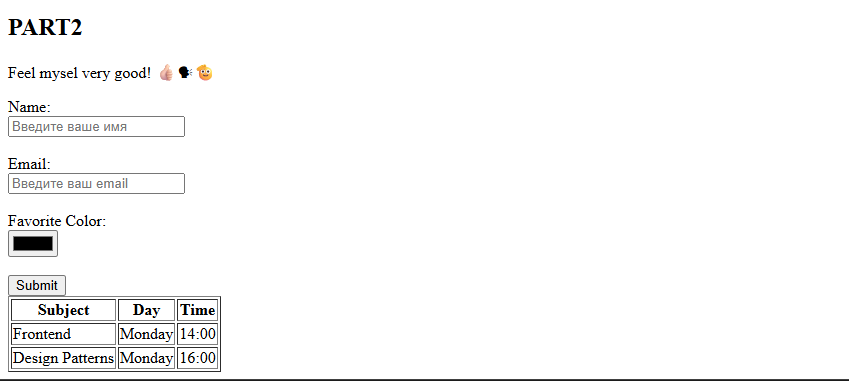 PART2
Feel mysel very good! 👍🏻 🗣 🫡
Name:
Введите ваше имя
Email:
Введите ваш email
Favorite Color:
Submit
Subject Day Time
Frontend Monday 14:00
Design Patterns Monday 16:00